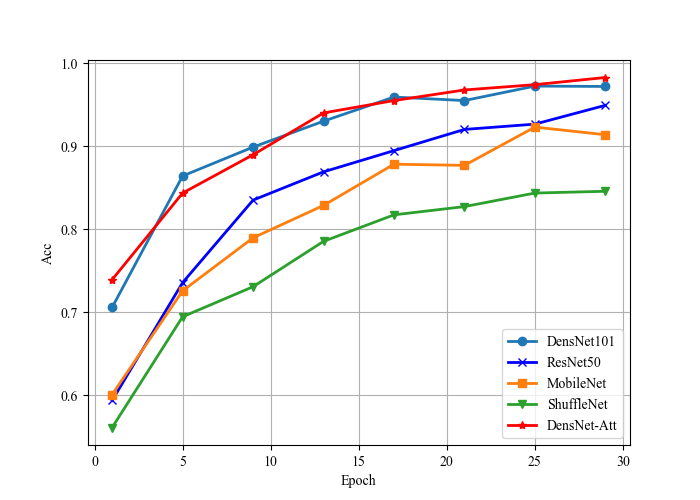 1.0
0.9
0.8
0.7
0.6
Acc
0
5
10
15
20
25
30
Epoch
DensNet101
ResNet50
MobileNet
ShuffleNet
DensNet-Att